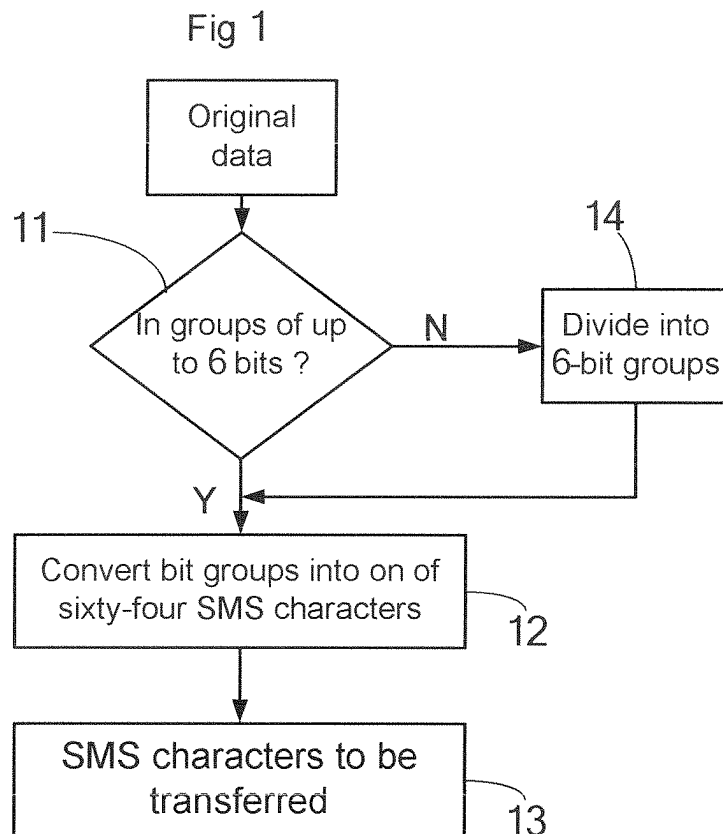 Fig 1
Original
data
11
In groups of up
to 6 bits ?
N
14
Divide into
6-bit groups
Y
Convert bit groups into on of
sixty-four SMS characters
12
SMS characters to be
transferred
13